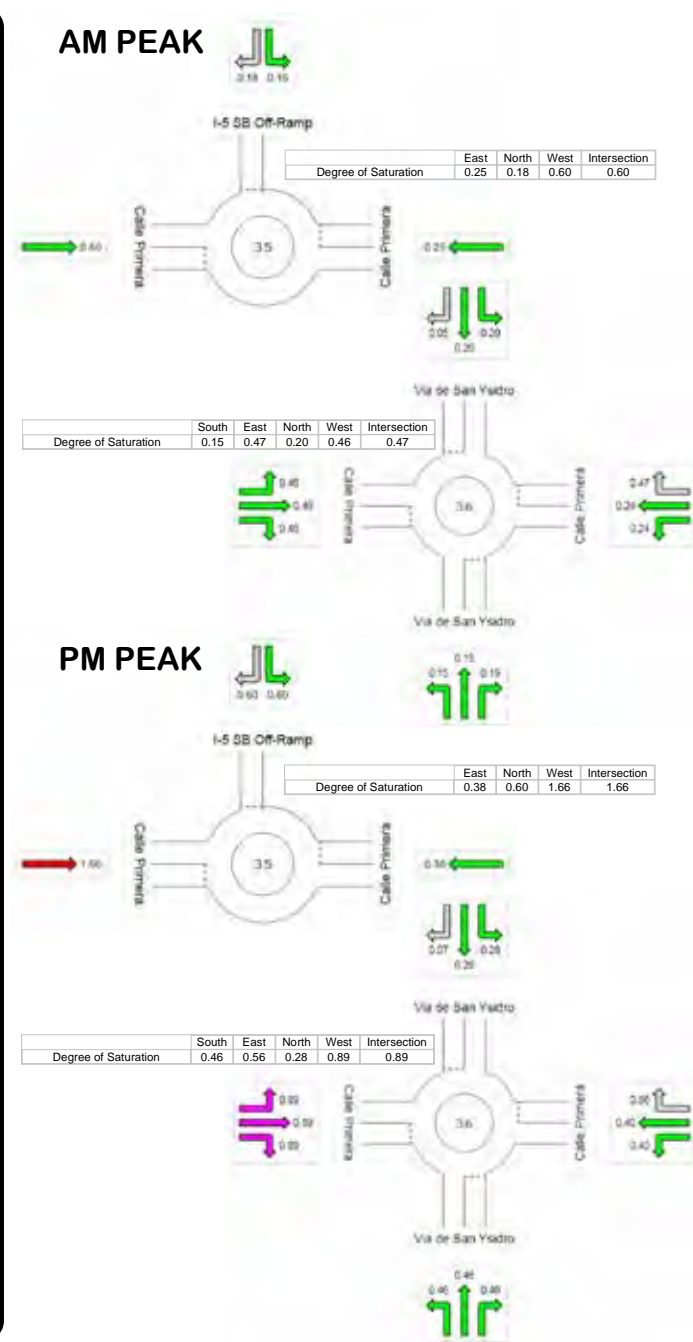 AM PEAK
0.18 0.18
I-5 SB Off-Ramp
East North West Intersection
Degree of Saturation 0.25 0.18 0.60 0.60
Calle Primera
35
Calle Primera
0.60
0.25
0.05
0.20
0.20
Via de San Ysidro
South East North West Intersection
Degree of Saturation 0.15 0.47 0.20 0.46 0.47
0.46
0.46
0.46
Calle Primera
36
Calle Primera
0.47
0.24
0.24
Via de San Ysidro
0.15
0.15
PM PEAK
0.60 0.60
I-5 SB Off-Ramp
East North West Intersection
Degree of Saturation 0.38 0.60 1.66 1.66
Calle Primera
35
Calle Primera
1.66
0.38
0.07
0.28
0.28
Via de San Ysidro
South East North West Intersection
Degree of Saturation 0.46 0.56 0.28 0.89 0.89
0.89
0.89
0.89
Calle Primera
36
Calle Primera
0.56
0.40
0.40
Via de San Ysidro
0.46
0.46 0.46